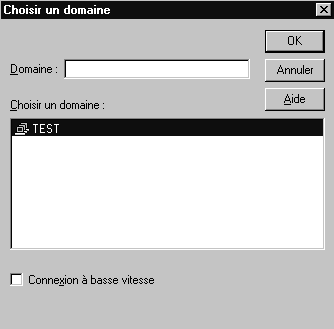 Choisir un domaine
OK
Domaine :
Annuler
Aide
Choisir un domaine :
TEST
Connexion à basse vitesse